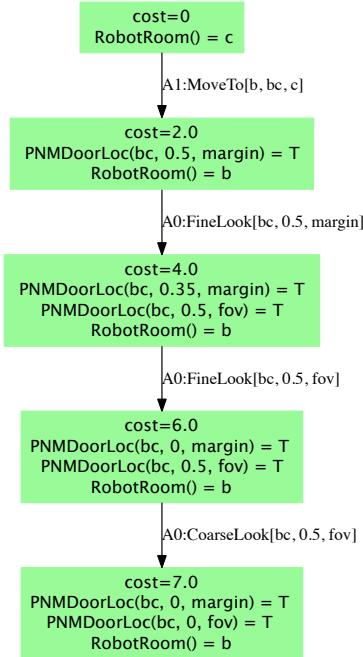 cost=0
RobotRoom() = c
A1:MoveTo[b, bc, c]
cost=2.0
PNMDoorLoc(bc, 0.5, margin) = T
RobotRoom() = b
A0:FineLook[bc, 0.5, margin]
cost=4.0
PNMDoorLoc(bc, 0.35, margin) = T
PNMDoorLoc(bc, 0.5, fov) = T
RobotRoom() = b
A0:FineLook[bc, 0.5, fov]
cost=6.0
PNMDoorLoc(bc, 0, margin) = T
PNMDoorLoc(bc, 0.5, fov) = T
RobotRoom() = b
A0:CoarseLook[bc, 0.5, fov]
cost=7.0
PNMDoorLoc(bc, 0, margin) = T
PNMDoorLoc(bc, 0, fov) = T
RobotRoom() = b